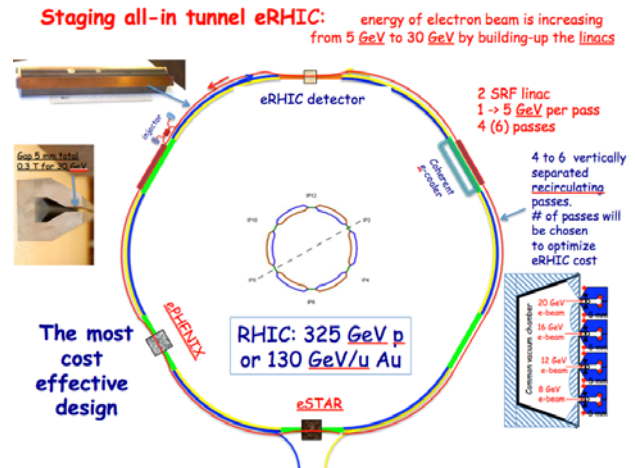 Staging all-in tunnel eRHIC:
energy of electron beam is increasing
from 5 GeV to 30 GeV by building-up the linacs
eRHIC detector
injector
2 SRF linac
1 -> 5 GeV per pass
4 (6) passes
Gap 5 mm total
0.3 T for 30 GeV
Coherent
e-cooler
4 to 6 vertically
separated
recirculating
passes.
# of passes will
be chosen
to optimize
eRHIC cost
IP12
IP10
IP2
IP4
IP6
ePHENIX
The most
cost
effective
design
RHIC: 325 GeV p
or 130 GeV/u Au
eSTAR
Common vacuum chamber
20 GeV
e-beam
16 GeV
e-beam
12 GeV
e-beam
8 GeV
e-beam